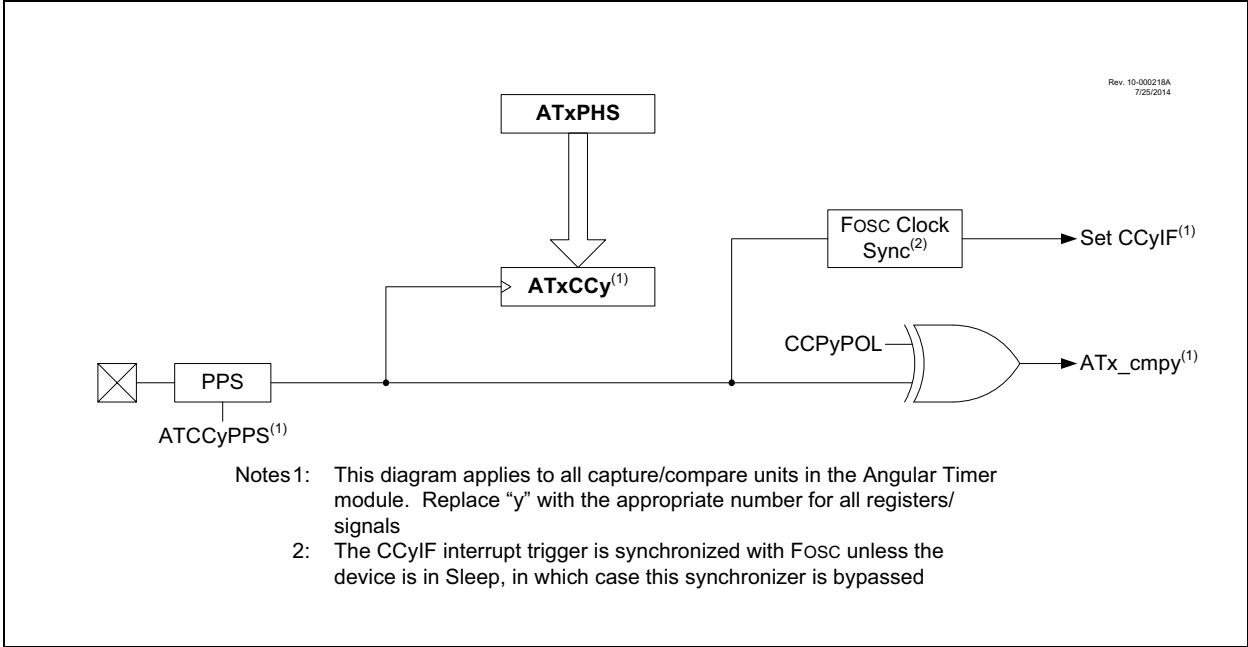 Rev. 10-000218A
7/25/2014
ATxPHS
FOSC Clock
Sync(2)
Set CCyIF(1)
ATxCCy(1)
CCPyPOL
ATx_cmpy(1)
PPS
ATCCyPPS(1)
Notes 1: This diagram applies to all capture/compare units in the Angular Timer
module. Replace “y” with the appropriate number for all registers/
signals
2: The CCyIF interrupt trigger is synchronized with FOSC unless the
device is in Sleep, in which case this synchronizer is bypassed